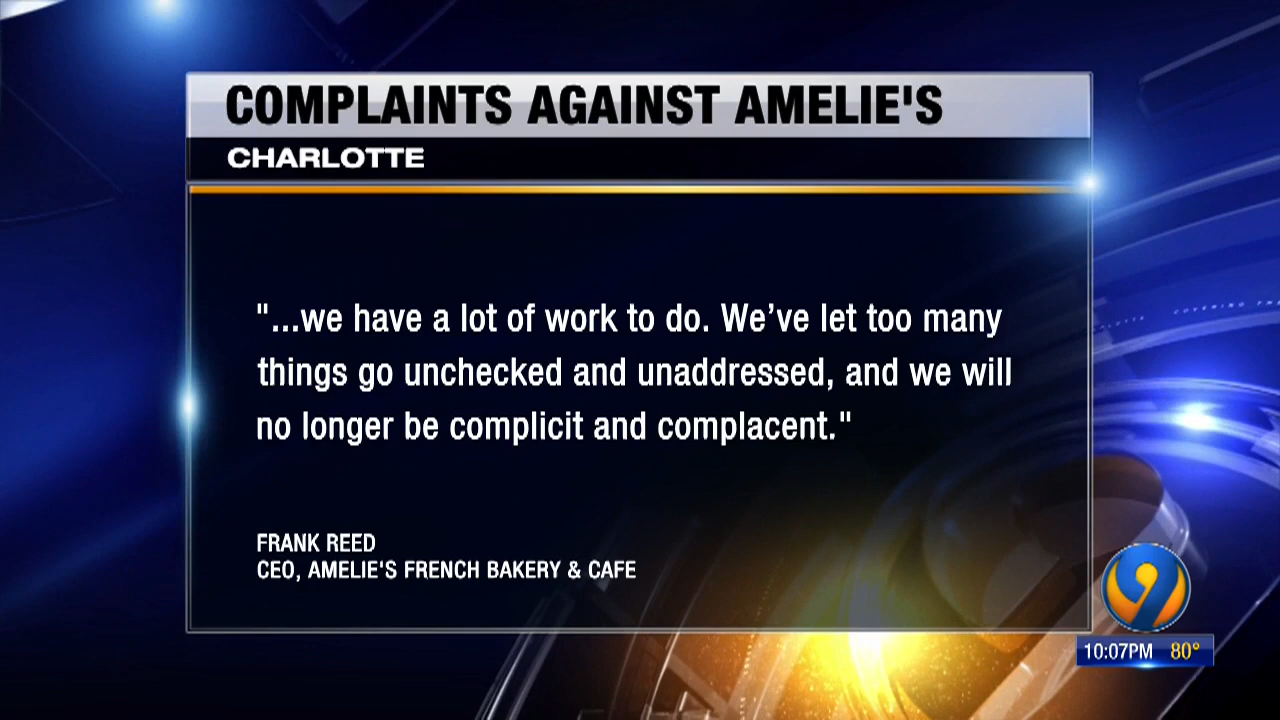 COMPLAINTS AGAINST AMELIE'S
CHARLOTTE
"...we have a lot of work to do. We’ve let too many
things go unchecked and unaddressed, and we will
no longer be complicit and complacent."
FRANK REED
CEO, AMELIE'S FRENCH BAKERY & CAFE
COVERING THE
9
10:07PM 80°